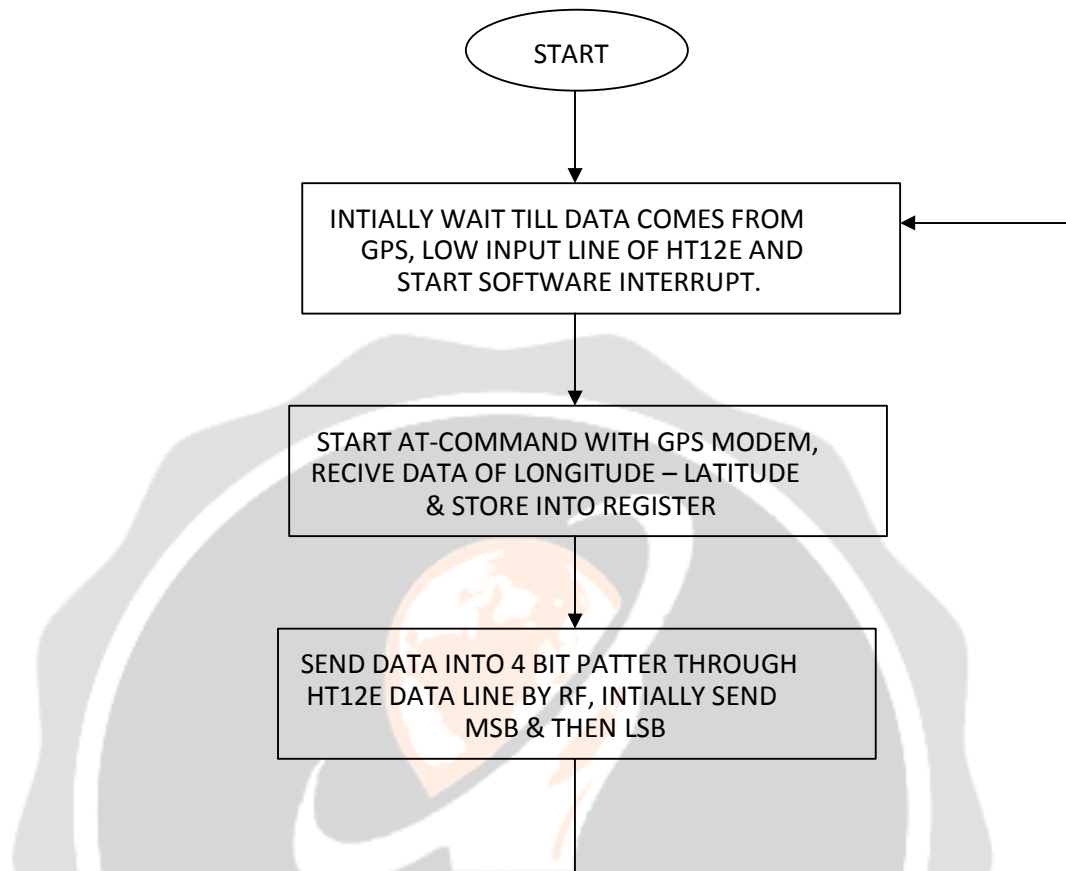 START
INTIALLY WAIT TILL DATA COMES FROM
GPS, LOW INPUT LINE OF HT12E AND
START SOFTWARE INTERRUPT.
START AT-COMMAND WITH GPS MODEM,
RECIVE DATA OF LONGITUDE – LATITUDE
& STORE INTO REGISTER
SEND DATA INTO 4 BIT PATTER THROUGH
HT12E DATA LINE BY RF, INTIALLY SEND
MSB & THEN LSB